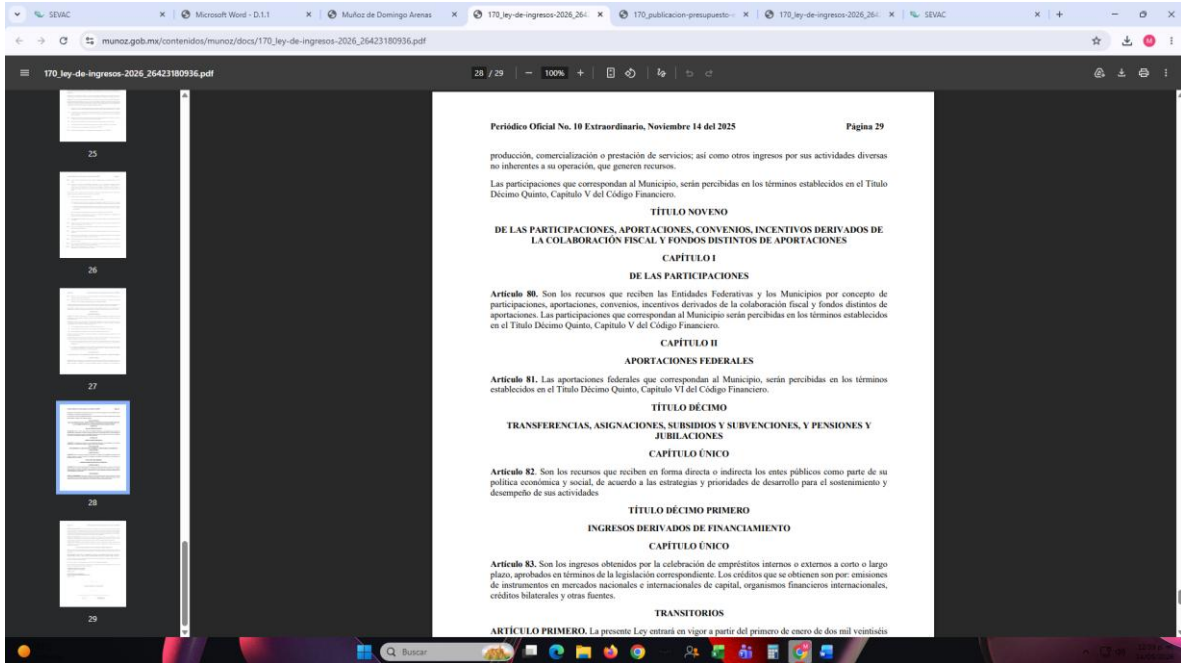 SEVAC
Microsoft Word - D.1.1
Muñoz de Domingo Arenas
170_ley-de-ingresos-2026_264
170_publicacion-presupuesto-
170_ley-de-ingresos-2026_264
SEVAC
munoz.gob.mx/contenidos/munoz/docs/170_ley-de-ingresos-2026_26423180936.pdf
170_ley-de-ingresos-2026_26423180936.pdf
28 / 29
100%
25
26
27
28
29
Periódico Oficial No. 10 Extraordinario, Noviembre 14 del 2025 Página 29
producción, comercialización o prestación de servicios; así como otros ingresos por sus actividades diversas
no inherentes a su operación, que generen recursos.
Las participaciones que correspondan al Municipio, serán percibidas en los términos establecidos en el Título
Décimo Quinto, Capítulo V del Código Financiero.
TÍTULO NOVENO
DE LAS PARTICIPACIONES, APORTACIONES, CONVENIOS, INCENTIVOS DERIVADOS DE
LA COLABORACIÓN FISCAL Y FONDOS DISTINTOS DE APORTACIONES
CAPÍTULO I
DE LAS PARTICIPACIONES
Artículo 80. Son los recursos que reciben las Entidades Federativas y los Municipios por concepto de
participaciones, aportaciones, convenios, incentivos derivados de la colaboración fiscal y fondos distintos de
aportaciones. Las participaciones que correspondan al Municipio serán percibidas en los términos establecidos
en el Título Décimo Quinto, Capítulo V del Código Financiero.
CAPÍTULO II
APORTACIONES FEDERALES
Artículo 81. Las aportaciones federales que correspondan al Municipio, serán percibidas en los términos
establecidos en el Título Décimo Quinto, Capítulo VI del Código Financiero.
TÍTULO DÉCIMO
TRANSFERENCIAS, ASIGNACIONES, SUBSIDIOS Y SUBVENCIONES, Y PENSIONES Y
JUBILACIONES
CAPÍTULO ÚNICO
Artículo 82. Son los recursos que reciben en forma directa o indirecta los entes públicos como parte de su
política económica y social, de acuerdo a las estrategias y prioridades de desarrollo para el sostenimiento y
desempeño de sus actividades
TÍTULO DÉCIMO PRIMERO
INGRESOS DERIVADOS DE FINANCIAMIENTO
CAPÍTULO ÚNICO
Artículo 83. Son los ingresos obtenidos por la celebración de empréstitos internos o externos a corto o largo
plazo, aprobados en términos de la legislación correspondiente. Los créditos que se obtienen son por: emisiones
de instrumentos en mercados nacionales e internacionales de capital, organismos financieros internacionales,
créditos bilaterales y otras fuentes.
TRANSITORIOS
ARTÍCULO PRIMERO. La presente Ley entrará en vigor a partir del primero de enero de dos mil veintiséis
Buscar